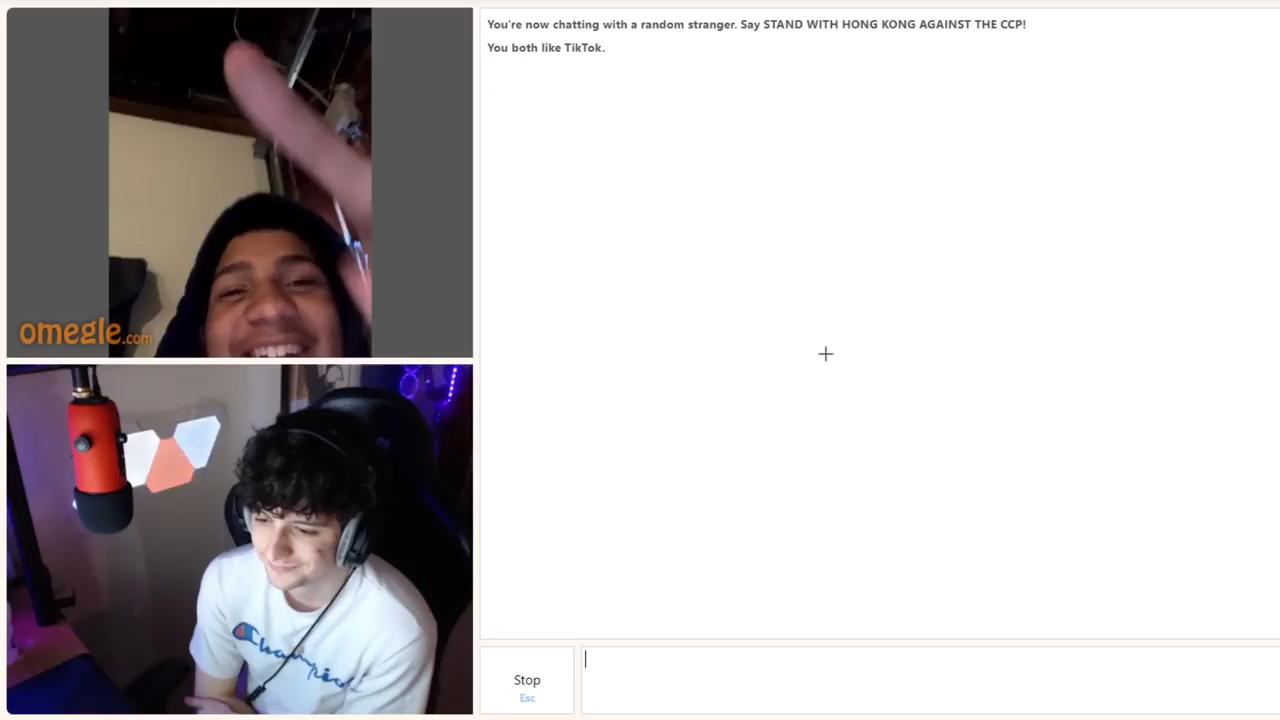 You're now chatting with a random stranger. Say STAND WITH HONG KONG AGAINST THE CCP!
You both like TikTok.
omegle.com
Champion
Stop
Esc